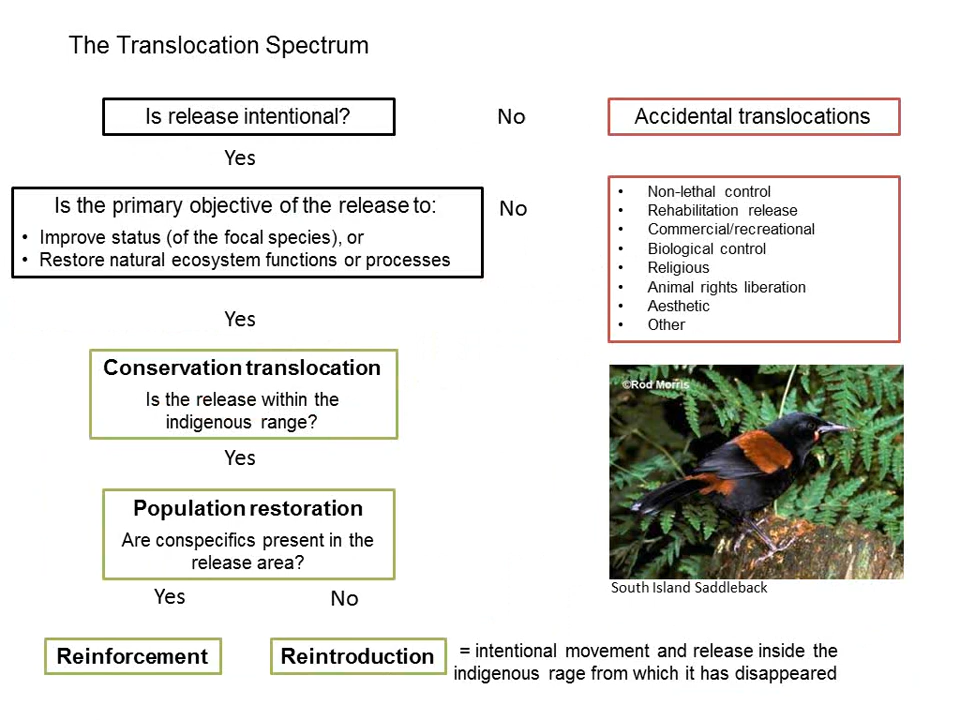 The Translocation Spectrum
Is release intentional?
No
Accidental translocations
Yes
Is the primary objective of the release to:
• Improve status (of the focal species), or
• Restore natural ecosystem functions or processes
No
• Non-lethal control
• Rehabilitation release
• Commercial/recreational
• Biological control
• Religious
• Animal rights liberation
• Aesthetic
• Other
Yes
Conservation translocation
Is the release within the
indigenous range?
©Rod Morris
Yes
Population restoration
Are conspecifics present in the
release area?
South Island Saddleback
Yes
No
Reinforcement
Reintroduction
= intentional movement and release inside the
indigenous rage from which it has disappeared